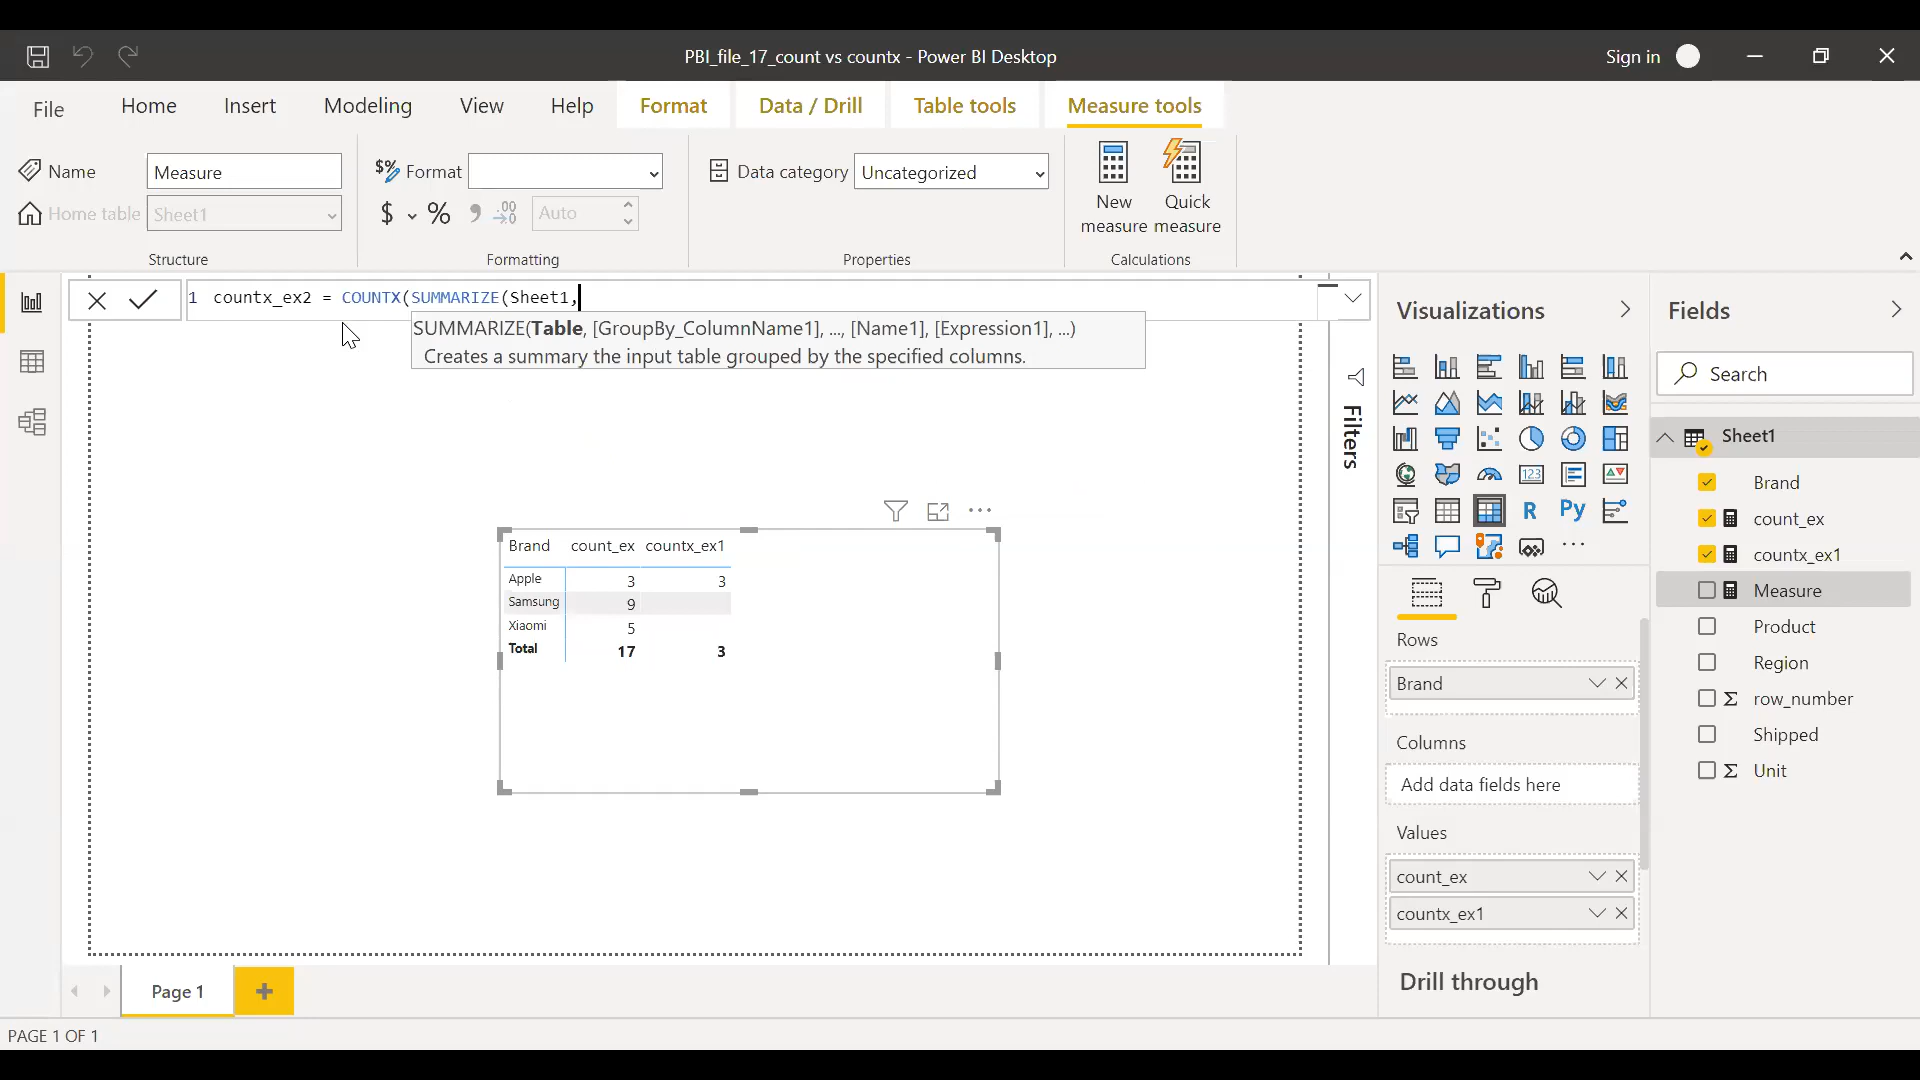 PBI_file_17_count vs countx - Power BI Desktop
Sign in
File
Home
Insert
Modeling
View
Help
Format
Data / Drill
Table tools
Measure tools
Name
Measure
Home table
Sheet1
Structure
$%
Format
$ %
Auto
Formatting
Data category
Uncategorized
Properties
New
measure
Quick
measure
Calculations
1 countx_ex2 = COUNTX(SUMMARIZE(Sheet1,
SUMMARIZE(Table, [GroupBy_ColumnName1], ..., [Name1], [Expression1], ...)
Creates a summary the input table grouped by the specified columns.
Brand count_ex countx_ex1
Apple 3 3
Samsung 9
Xiaomi 5
Total 17 3
Filters
Visualizations
123
R
Py
Rows
Brand
Columns
Add data fields here
Values
count_ex
countx_ex1
Drill through
Fields
Search
Sheet1
Brand
count_ex
countx_ex1
Measure
Product
Region
Σ row_number
Shipped
Σ Unit
Page 1
PAGE 1 OF 1